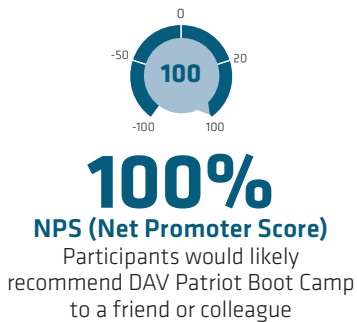 0
-50
20
100
-100
100
100%
NPS (Net Promoter Score)
Participants would likely
recommend DAV Patriot Boot Camp
to a friend or colleague